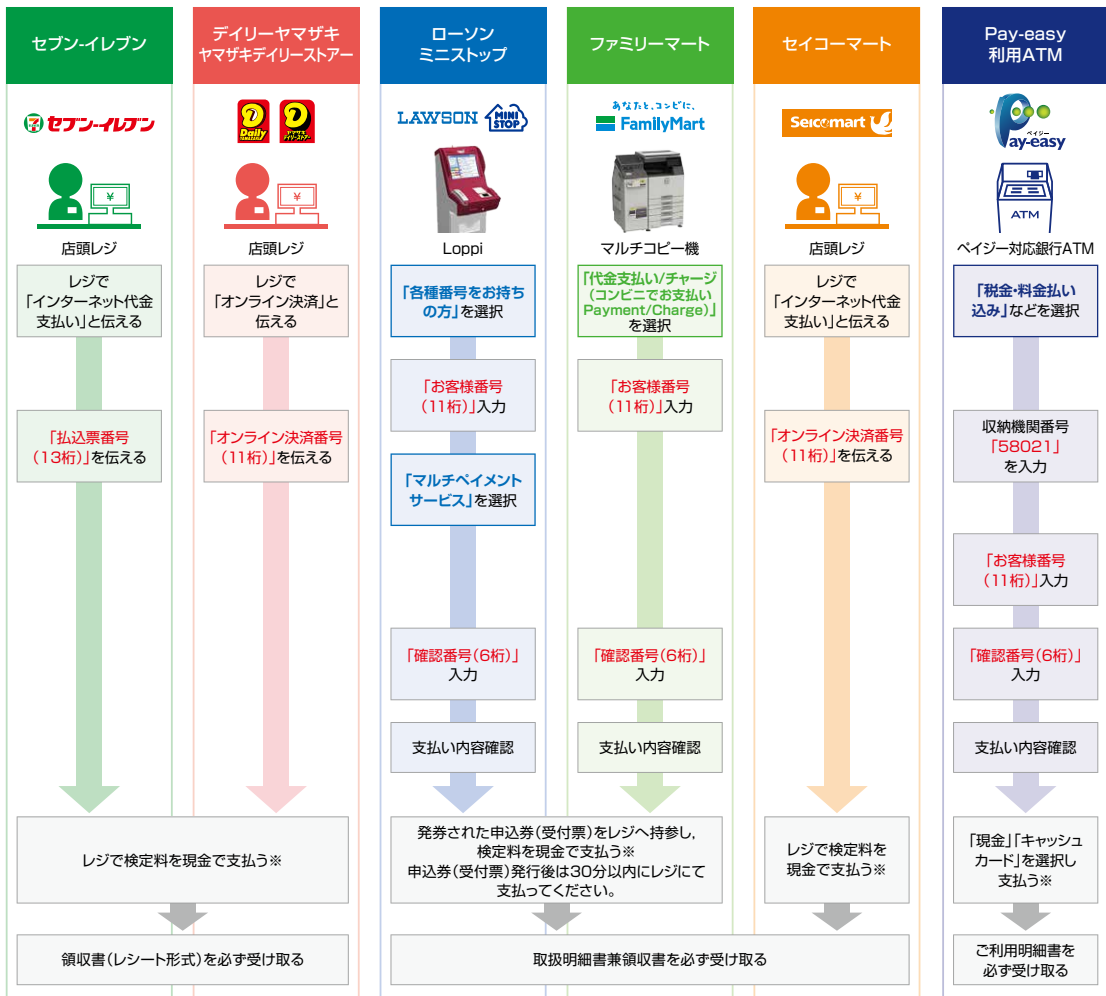 セブン-イレブン
デイリーヤマザキ
ヤマザキデイリーストアー
ローソン
ミニストップ
ファミリーマート
セイコーマート
Pay-easy
利用ATM
セブン-イレブン
Daily
YAMAZAKI
ヤマザキ
デイリーストアー
LAWSON
MINI
STOP
あなたと、コンビに、
FamilyMart
Seicomart
ペイジー
Pay-easy
¥
¥
¥
ATM
店頭レジ
店頭レジ
Loppi
マルチコピー機
店頭レジ
ペイジー対応銀行ATM
レジで
「インターネット代金
支払い」と伝える
レジで
「オンライン決済」と
伝える
「各種番号をお持ち
の方」を選択
「代金支払い/チャージ
(コンビニでお支払い
Payment/Charge)」
を選択
レジで
「インターネット代金
支払い」と伝える
「税金・料金払い
込み」などを選択
「お客様番号
(11桁)」入力
「お客様番号
(11桁)」入力
「払込票番号
(13桁)」を伝える
「オンライン決済番号
(11桁)」を伝える
「マルチペイメント
サービス」を選択
「オンライン決済番号
(11桁)」を伝える
収納機関番号
「58021」
を入力
「お客様番号
(11桁)」入力
「確認番号(6桁)」
入力
「確認番号(6桁)」
入力
「確認番号(6桁)」
入力
支払い内容確認
支払い内容確認
支払い内容確認
レジで検定料を現金で支払う※
発券された申込券(受付票)をレジへ持参し,
検定料を現金で支払う※
申込券(受付票)発行後は30分以内にレジにて
支払ってください。
レジで検定料を
現金で支払う※
「現金」「キャッシュ
カード」を選択し
支払う※
領収書(レシート形式)を必ず受け取る
取扱明細書兼領収書を必ず受け取る
ご利用明細書を
必ず受け取る